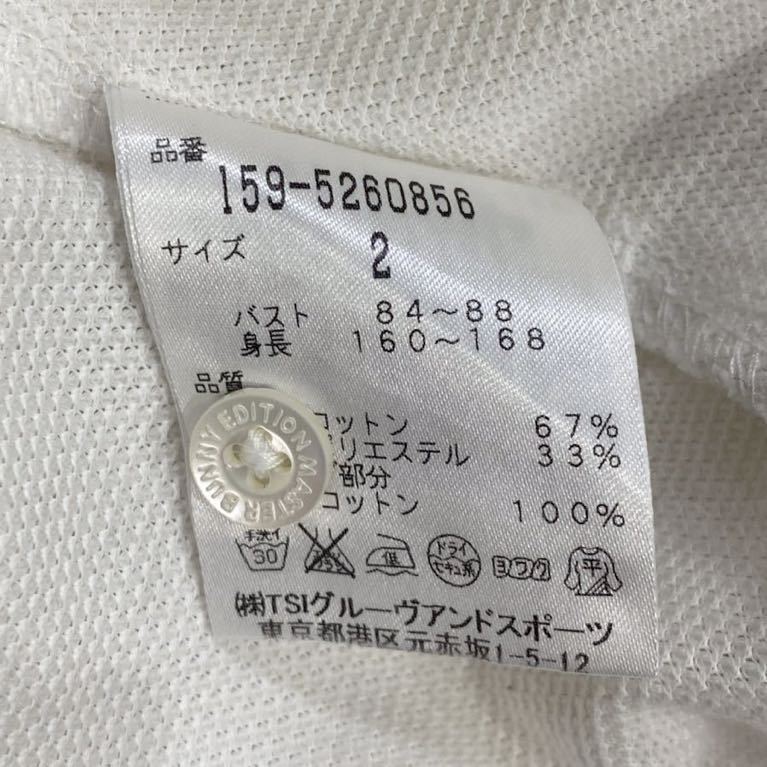 品番
159-5260856
サイズ 2
バスト 84～88
身長 160～168
品質
コットン 67%
ポリエステル 33%
部分
コットン 100%
MASTER BUNNY EDITION
手洗イ 30 低 ドライ セキユ系 ヨワク 平
㈱TSIグルーヴアンドスポーツ
東京都港区元赤坂1-5-12